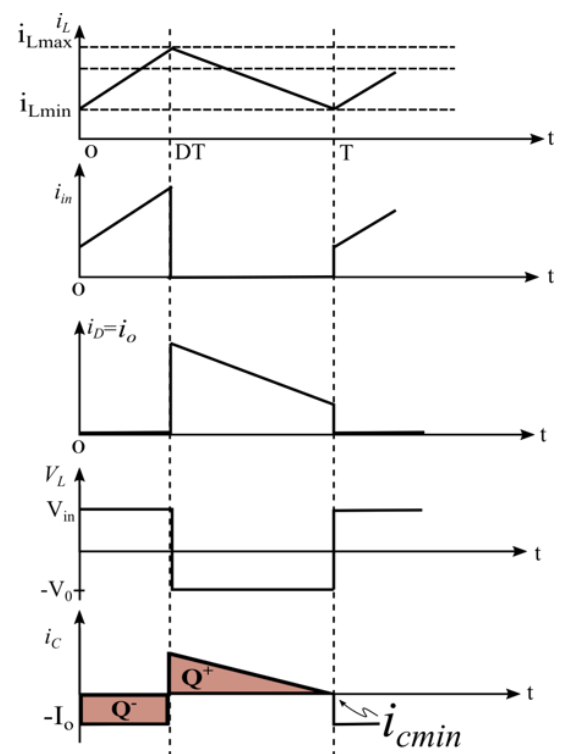 iL
iLmax
iLmin
t
o DT T
iin
t
o
iD=io
t
o
VL
Vin
t
-V0
iC
Q+
t
Q-
-Io
icmin